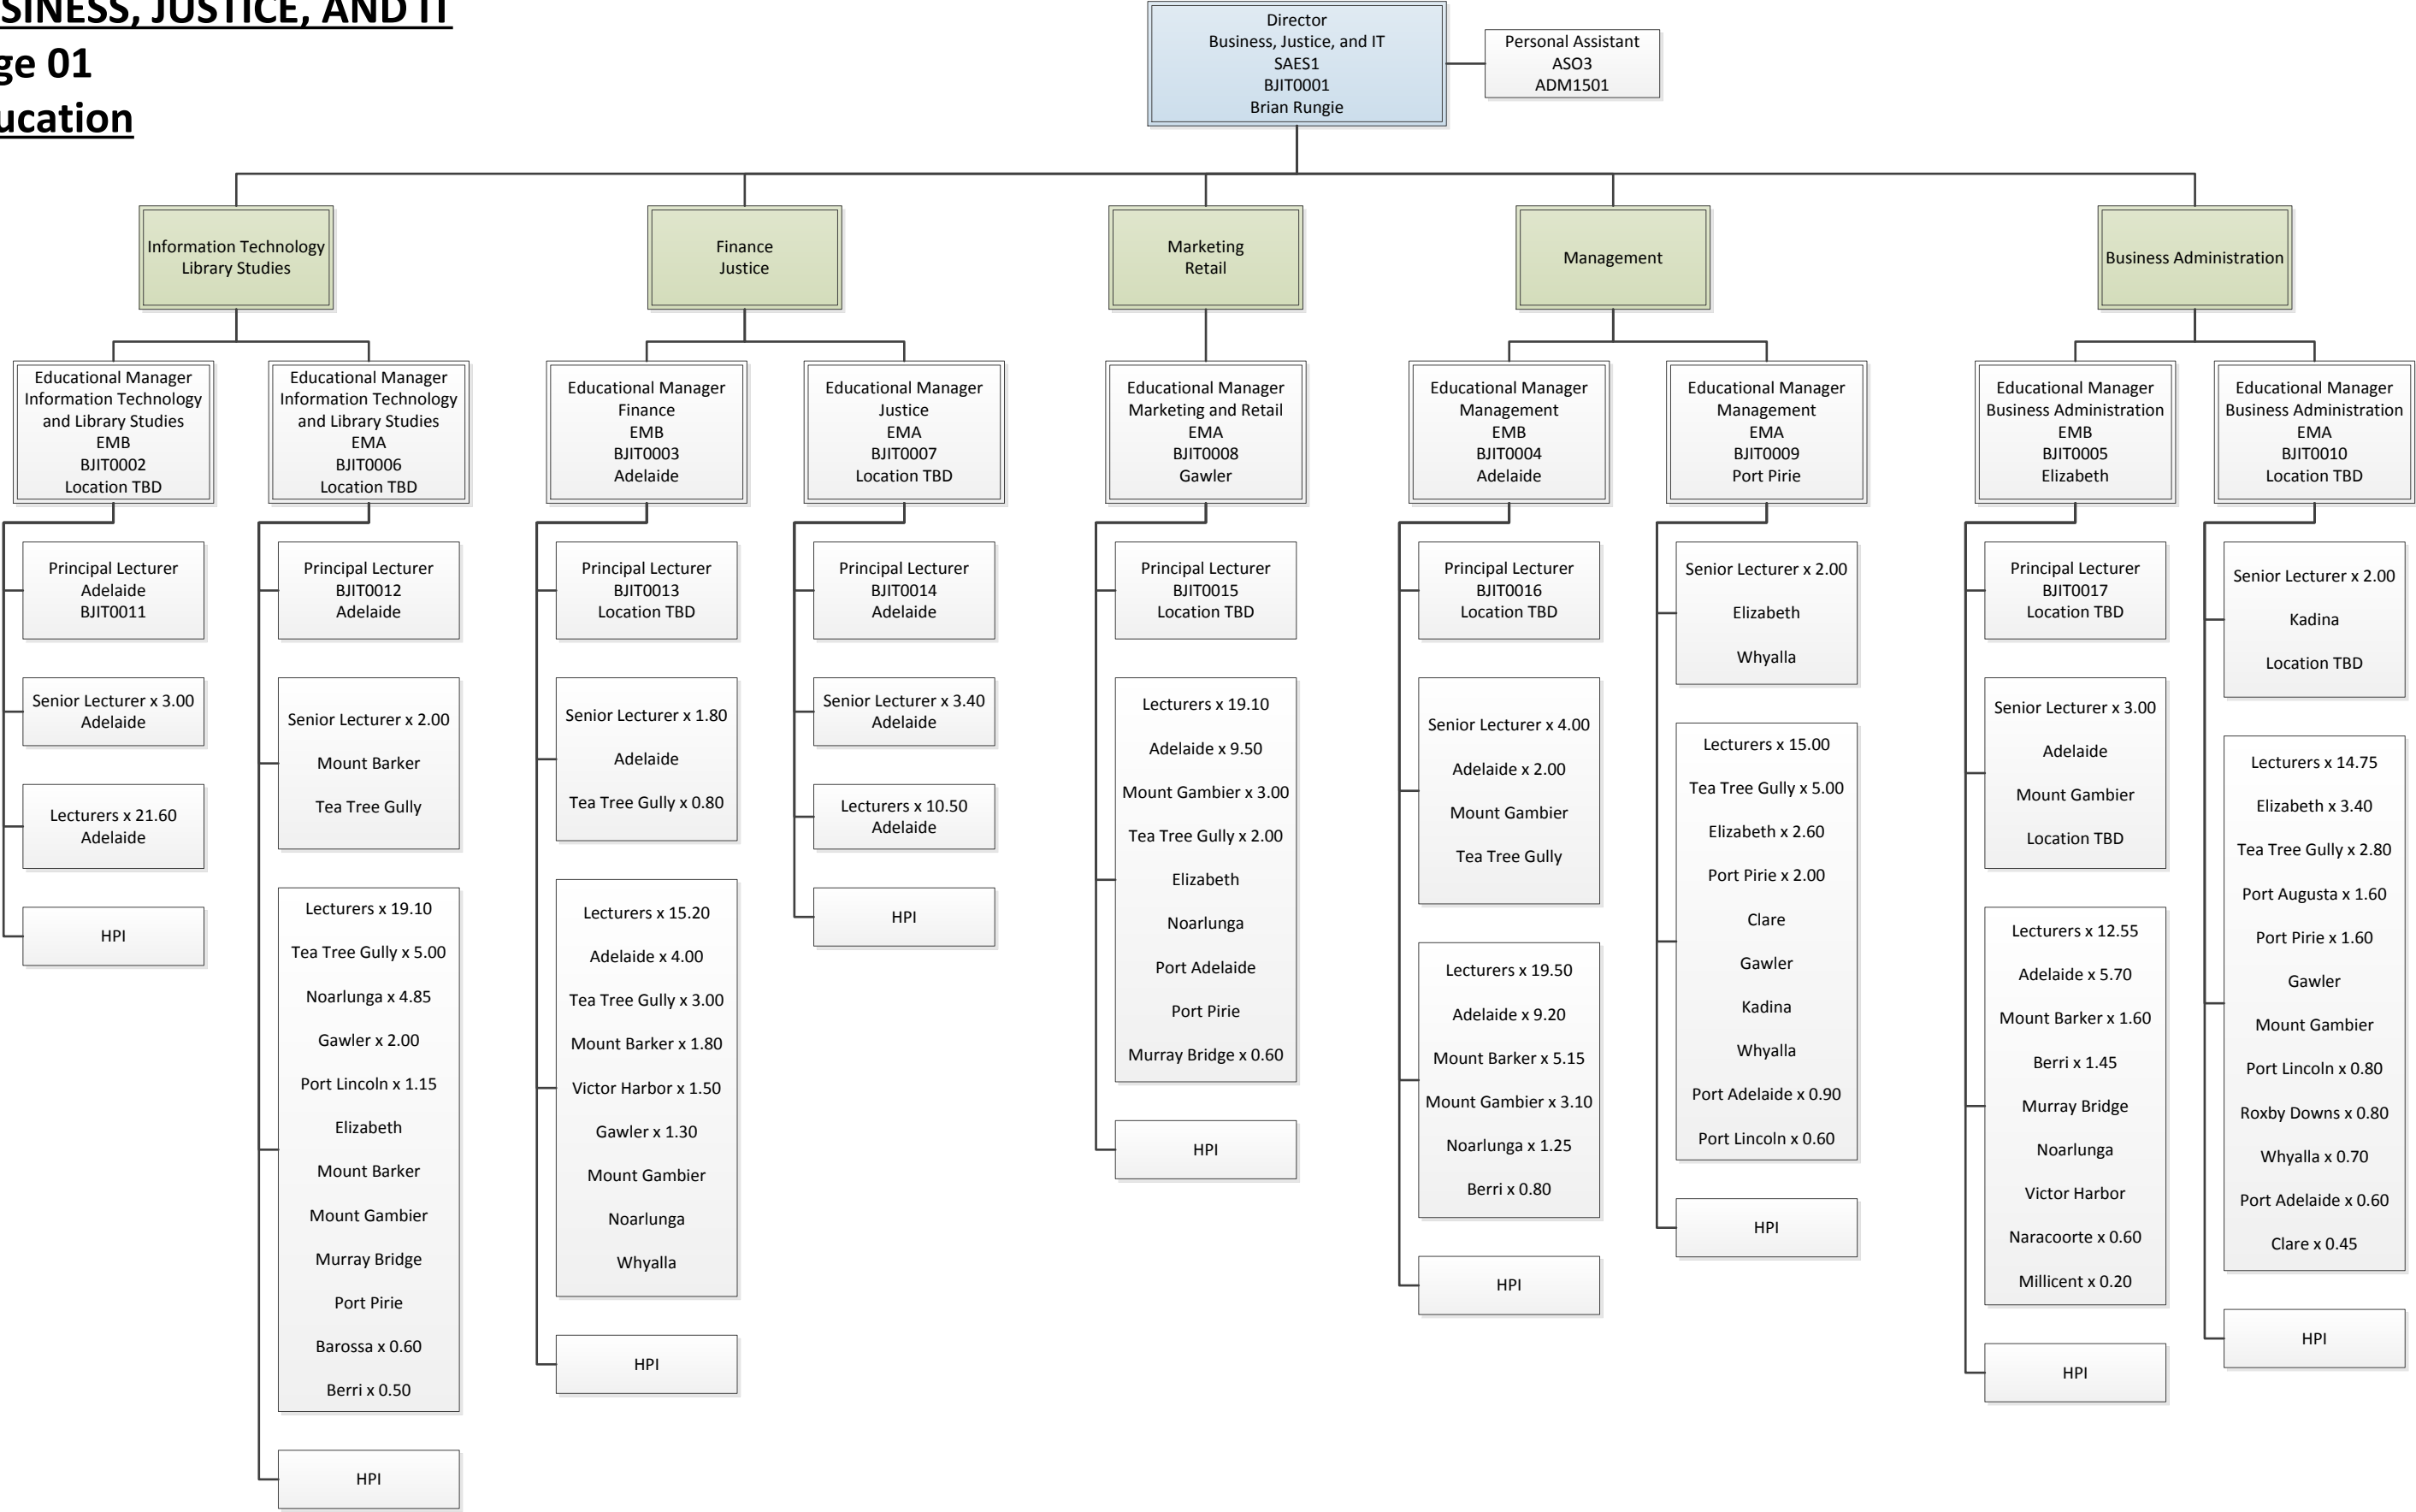 SINESS, JUSTICE, AND IT
ge 01
ucation
Director
Business, Justice, and IT
SAES1
BJIT0001
Brian Rungie
Personal Assistant
ASO3
ADM1501
Information Technology
Library Studies
Finance
Justice
Marketing
Retail
Management
Business Administration
Educational Manager
Information Technology
and Library Studies
EMB
BJIT0002
Location TBD
Educational Manager
Information Technology
and Library Studies
EMA
BJIT0006
Location TBD
Educational Manager
Finance
EMB
BJIT0003
Adelaide
Educational Manager
Justice
EMA
BJIT0007
Location TBD
Educational Manager
Marketing and Retail
EMA
BJIT0008
Gawler
Educational Manager
Management
EMB
BJIT0004
Adelaide
Educational Manager
Management
EMA
BJIT0009
Port Pirie
Educational Manager
Business Administration
EMB
BJIT0005
Elizabeth
Educational Manager
Business Administration
EMA
BJIT0010
Location TBD
Principal Lecturer
Adelaide
BJIT0011
Senior Lecturer x 3.00
Adelaide
Lecturers x 21.60
Adelaide
HPI
Principal Lecturer
BJIT0012
Adelaide
Senior Lecturer x 2.00
Mount Barker
Tea Tree Gully
Lecturers x 19.10
Tea Tree Gully x 5.00
Noarlunga x 4.85
Gawler x 2.00
Port Lincoln x 1.15
Elizabeth
Mount Barker
Mount Gambier
Murray Bridge
Port Pirie
Barossa x 0.60
Berri x 0.50
HPI
Principal Lecturer
BJIT0013
Location TBD
Senior Lecturer x 1.80
Adelaide
Tea Tree Gully x 0.80
Lecturers x 15.20
Adelaide x 4.00
Tea Tree Gully x 3.00
Mount Barker x 1.80
Victor Harbor x 1.50
Gawler x 1.30
Mount Gambier
Noarlunga
Whyalla
HPI
Principal Lecturer
BJIT0014
Adelaide
Senior Lecturer x 3.40
Adelaide
Lecturers x 10.50
Adelaide
HPI
Principal Lecturer
BJIT0015
Location TBD
Lecturers x 19.10
Adelaide x 9.50
Mount Gambier x 3.00
Tea Tree Gully x 2.00
Elizabeth
Noarlunga
Port Adelaide
Port Pirie
Murray Bridge x 0.60
HPI
Principal Lecturer
BJIT0016
Location TBD
Senior Lecturer x 4.00
Adelaide x 2.00
Mount Gambier
Tea Tree Gully
Lecturers x 19.50
Adelaide x 9.20
Mount Barker x 5.15
Mount Gambier x 3.10
Noarlunga x 1.25
Berri x 0.80
HPI
Senior Lecturer x 2.00
Elizabeth
Whyalla
Lecturers x 15.00
Tea Tree Gully x 5.00
Elizabeth x 2.60
Port Pirie x 2.00
Clare
Gawler
Kadina
Whyalla
Port Adelaide x 0.90
Port Lincoln x 0.60
HPI
Principal Lecturer
BJIT0017
Location TBD
Senior Lecturer x 3.00
Adelaide
Mount Gambier
Location TBD
Lecturers x 12.55
Adelaide x 5.70
Mount Barker x 1.60
Berri x 1.45
Murray Bridge
Noarlunga
Victor Harbor
Naracoorte x 0.60
Millicent x 0.20
HPI
Senior Lecturer x 2.00
Kadina
Location TBD
Lecturers x 14.75
Elizabeth x 3.40
Tea Tree Gully x 2.80
Port Augusta x 1.60
Port Pirie x 1.60
Gawler
Mount Gambier
Port Lincoln x 0.80
Roxby Downs x 0.80
Whyalla x 0.70
Port Adelaide x 0.60
Clare x 0.45
HPI